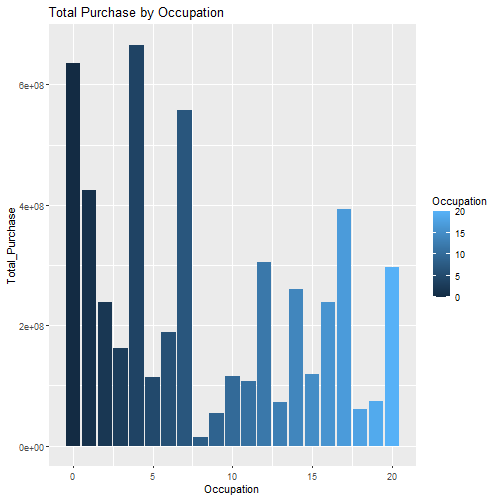 Total Purchase by Occupation
6e+08
4e+08
2e+08
0e+00
Total_Purchase
0 5 10 15 20
Occupation
Occupation
20
15
10
5
0